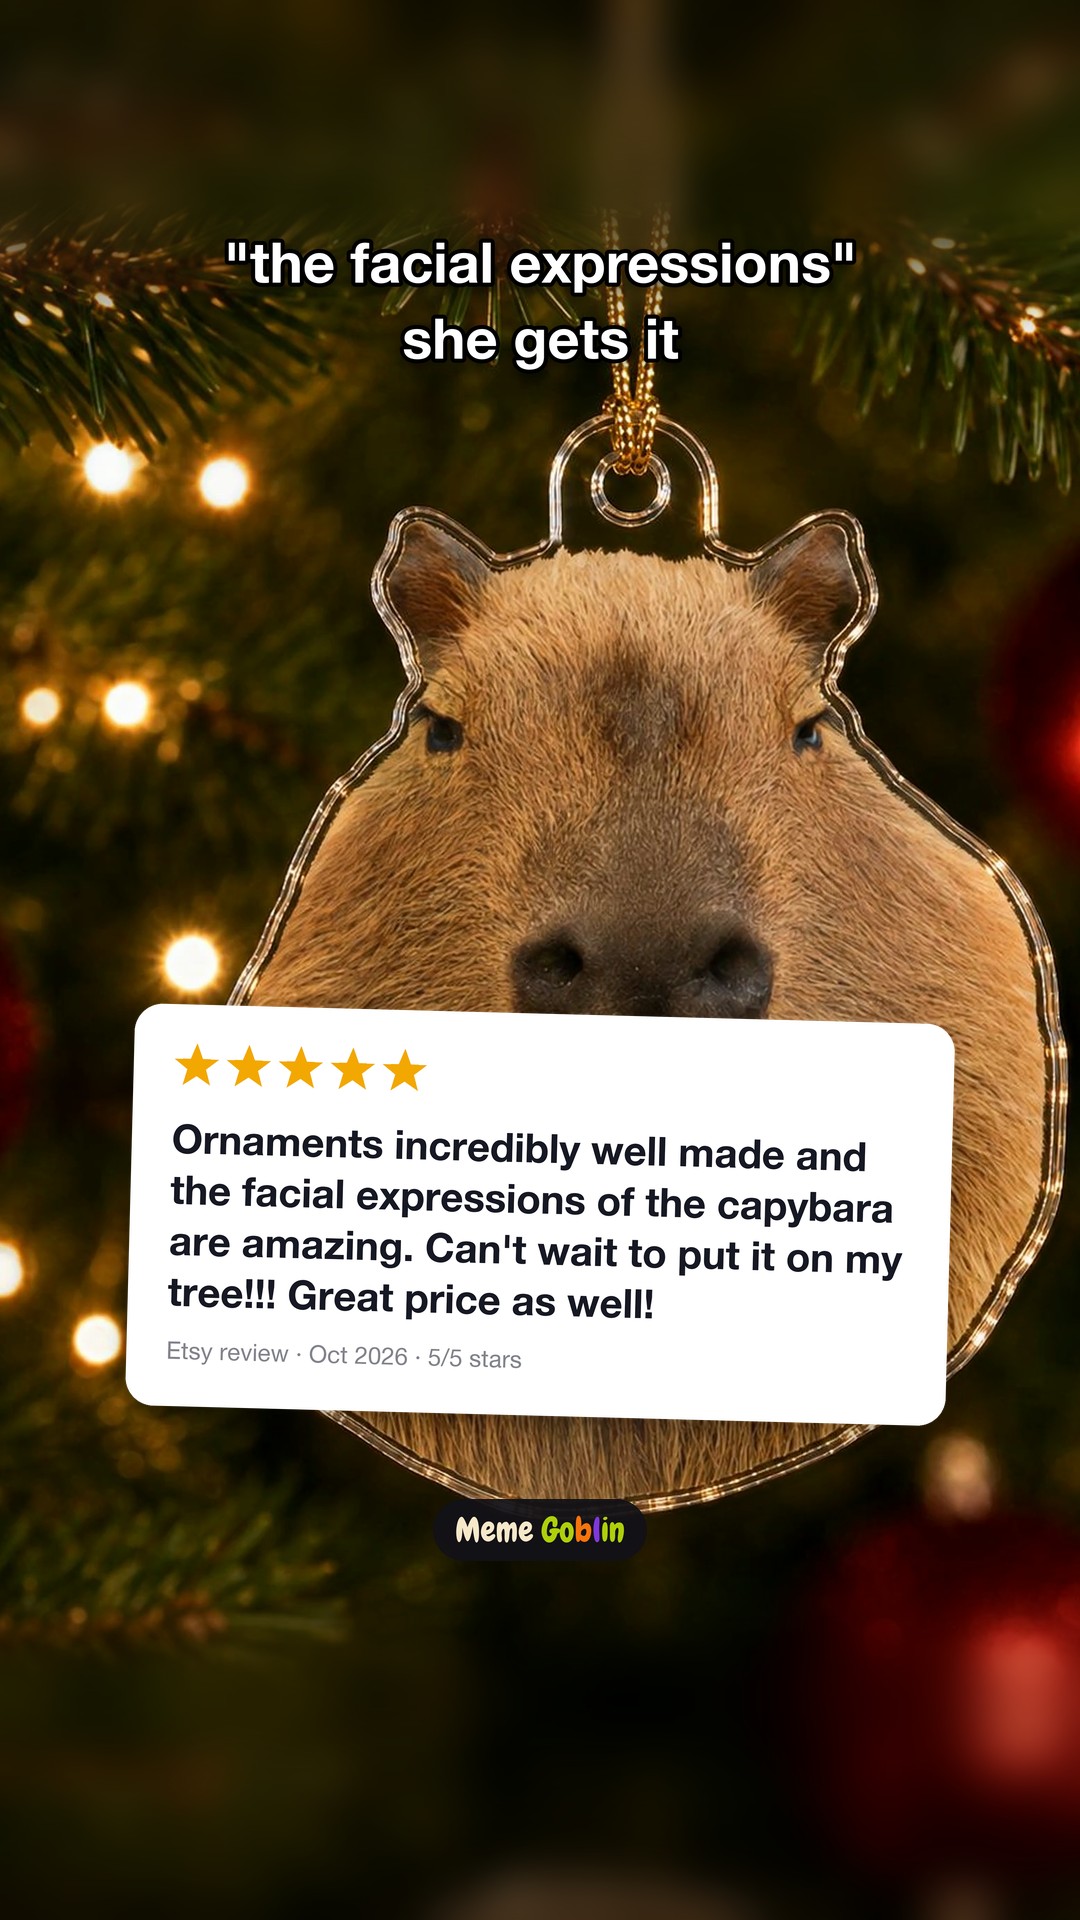 "the facial expressions"
she gets it
Ornaments incredibly well made and
the facial expressions of the capybara
are amazing. Can't wait to put it on my
tree!!! Great price as well!
Etsy review · Oct 2026 · 5/5 stars
Meme Goblin